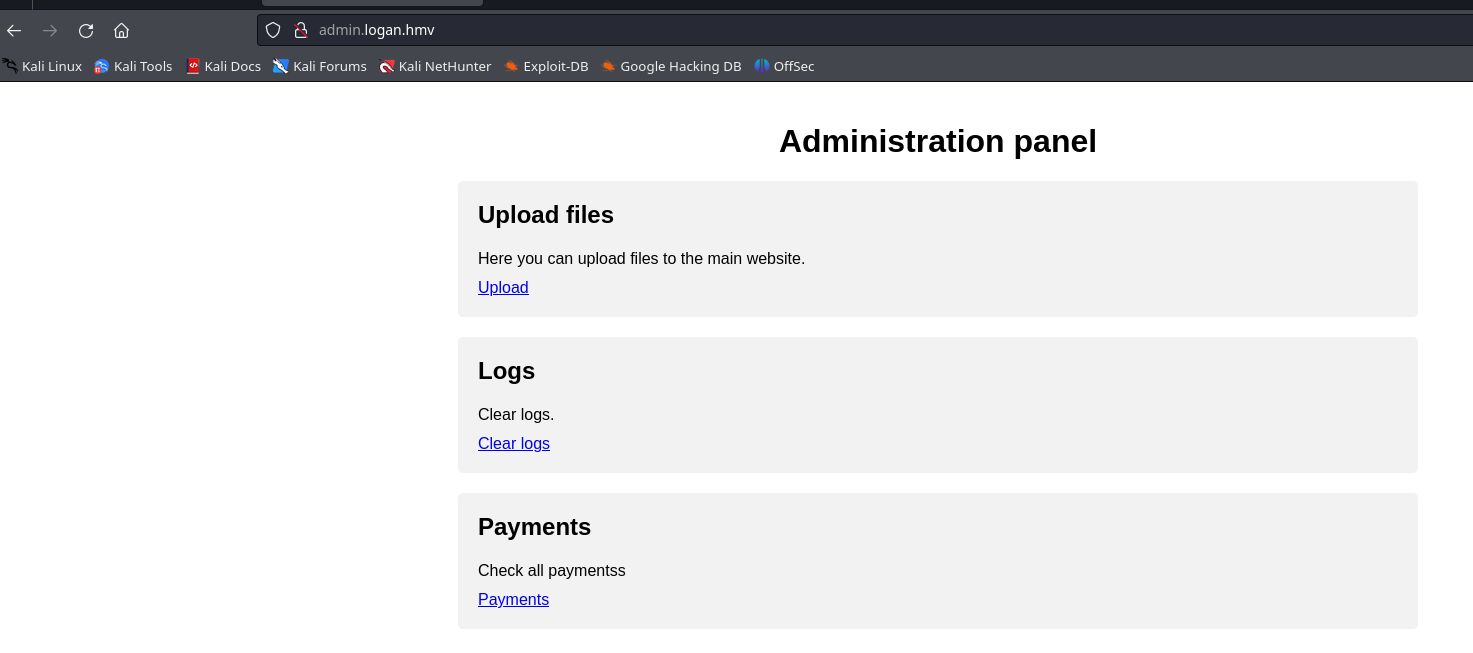 admin.logan.hmv
Kali Linux Kali Tools Kali Docs Kali Forums Kali NetHunter Exploit-DB Google Hacking DB OffSec
Administration panel
Upload files
Here you can upload files to the main website.
Upload
Logs
Clear logs.
Clear logs
Payments
Check all paymentss
Payments